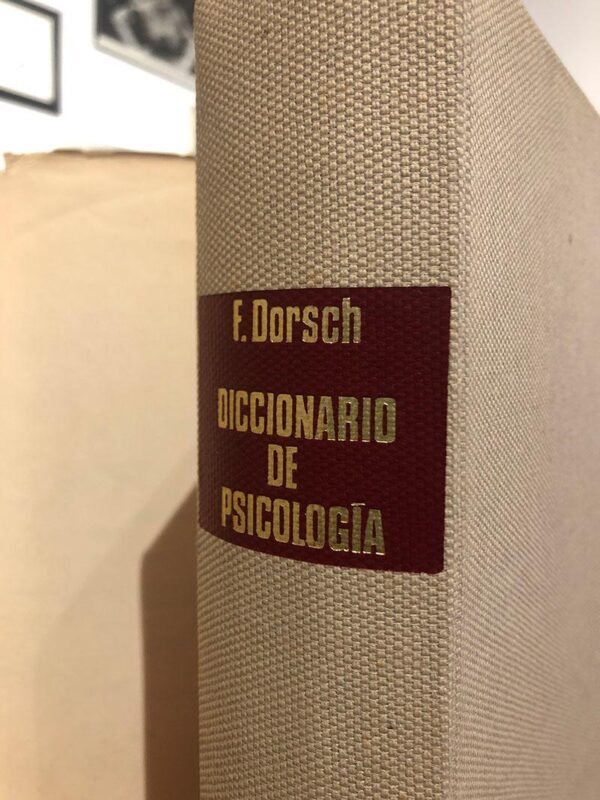 F. Dorsch
DICCIONARIO
DE
PSICOLOGÍA